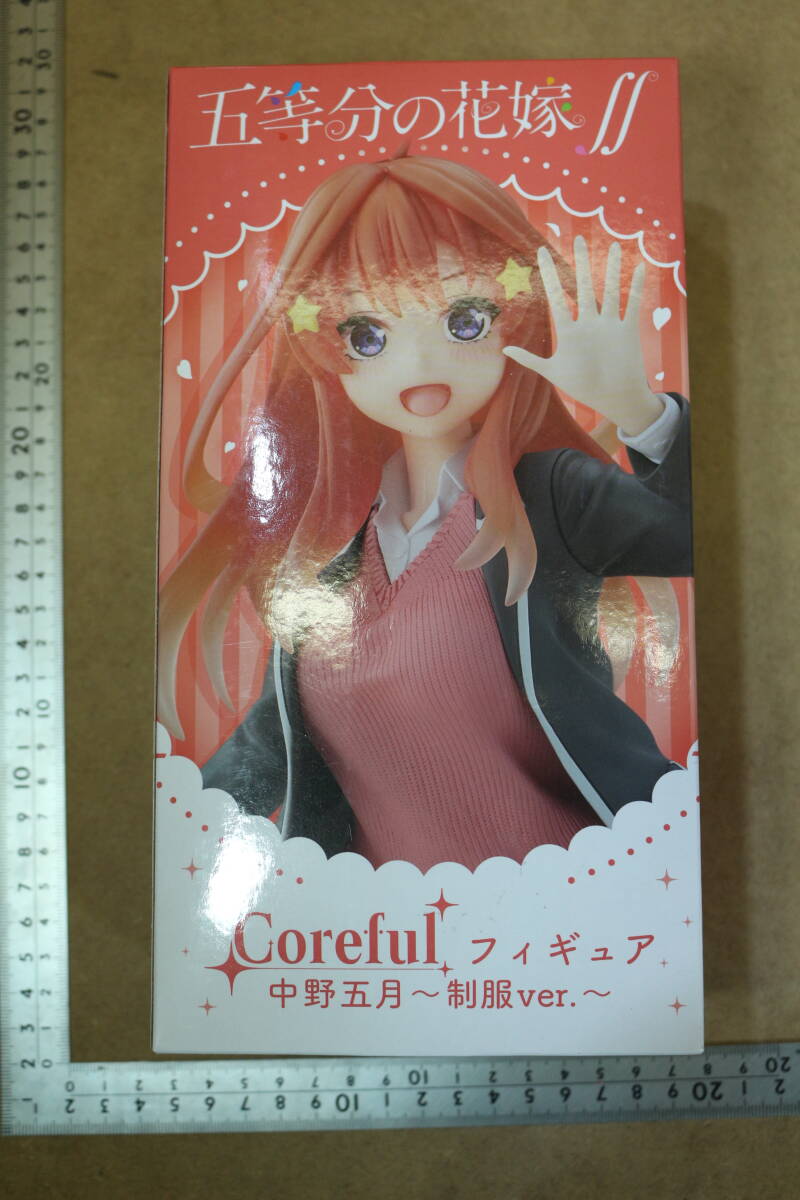 五等分の花嫁∬
Coreful フィギュア
中野五月～制服ver.～